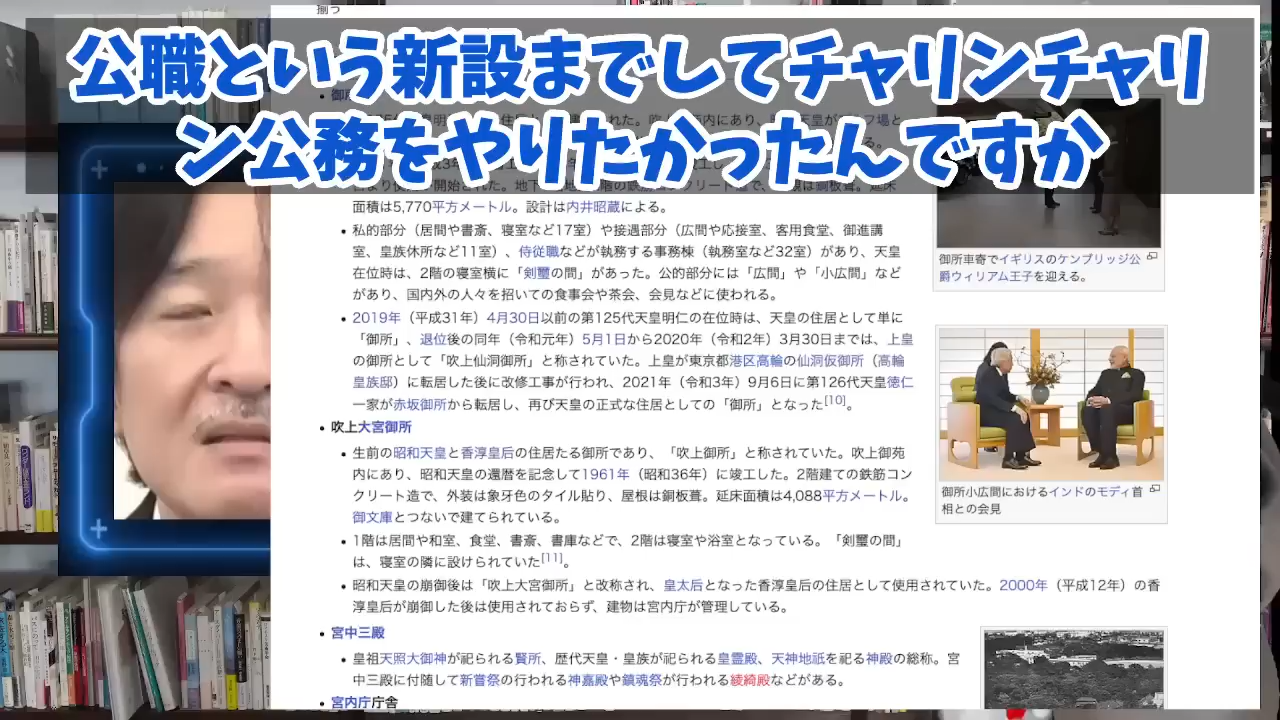 揃う
公職という新設までしてチャリンチャリ
ン公務をやりたかったんですか
面積は5,770平方メートル。設計は内井昭蔵による。
私的部分（居間や書斎、寝室など17室）や接遇部分（広間や応接室、客用食堂、御進講
室、皇族休所など11室）、侍従職などが執務する事務棟（執務室など32室）があり、天皇
在位時は、2階の寝室横に「剣璽の間」があった。公的部分には「広間」や「小広間」など
があり、国内外の人々を招いての食事会や茶会、会見などに使われる。
2019年（平成31年）4月30日以前の第125代天皇明仁の在位時は、天皇の住居として単に
「御所」、退位後の同年（令和元年）5月1日から2020年（令和2年）3月30日までは、上皇
の御所として「吹上仙洞御所」と称されていた。上皇が東京都港区高輪の仙洞仮御所（高輪
皇族邸）に転居した後に改修工事が行われ、2021年（令和3年）9月6日に第126代天皇徳仁
一家が赤坂御所から転居し、再び天皇の正式な住居としての「御所」となった[10]。
吹上大宮御所
生前の昭和天皇と香淳皇后の住居たる御所であり、「吹上御所」と称されていた。吹上御苑
内にあり、昭和天皇の還暦を記念して1961年（昭和36年）に竣工した。2階建ての鉄筋コン
クリート造で、外装は象牙色のタイル貼り、屋根は銅板葺。延床面積は4,088平方メートル。
御文庫とつないで建てられている。
1階は居間や和室、食堂、書斎、書庫などで、2階は寝室や浴室となっている。「剣璽の間」
は、寝室の隣に設けられていた[11]。
昭和天皇の崩御後は「吹上大宮御所」と改称され、皇太后となった香淳皇后の住居として使用されていた。2000年（平成12年）の香
淳皇后が崩御した後は使用されておらず、建物は宮内庁が管理している。
宮中三殿
皇祖天照大御神が祀られる賢所、歴代天皇・皇族が祀られる皇霊殿、天神地祇を祀る神殿の総称。宮
中三殿に付随して新嘗祭の行われる神嘉殿や鎮魂祭が行われる綾綺殿などがある。
宮内庁庁舎
御所車寄でイギリスのケンブリッジ公
爵ウィリアム王子を迎える。
御所小広間におけるインドのモディ首
相との会見